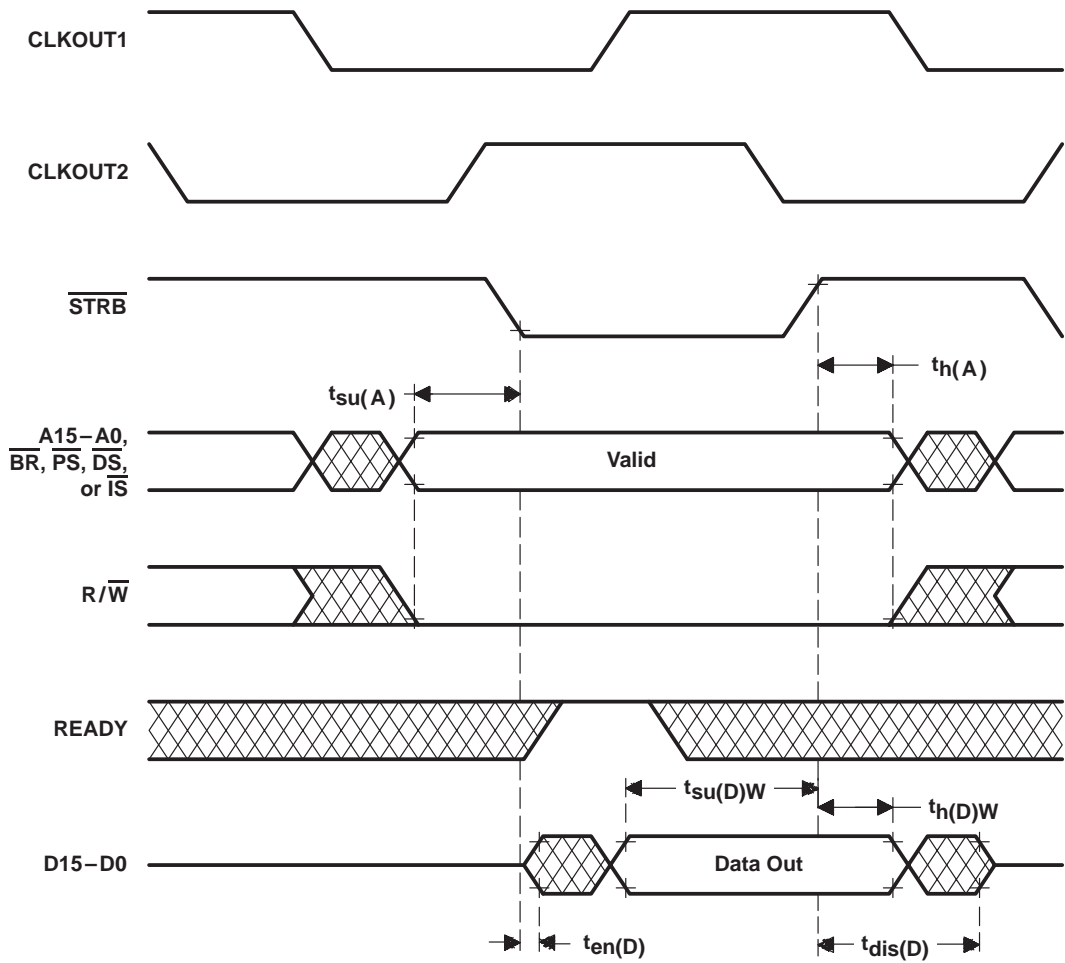 CLKOUT1
CLKOUT2
STRB
tsu(A)
th(A)
A15–A0,
BR, PS, DS,
or IS
Valid
R/W
READY
tsu(D)W
th(D)W
D15–D0
Data Out
ten(D)
tdis(D)